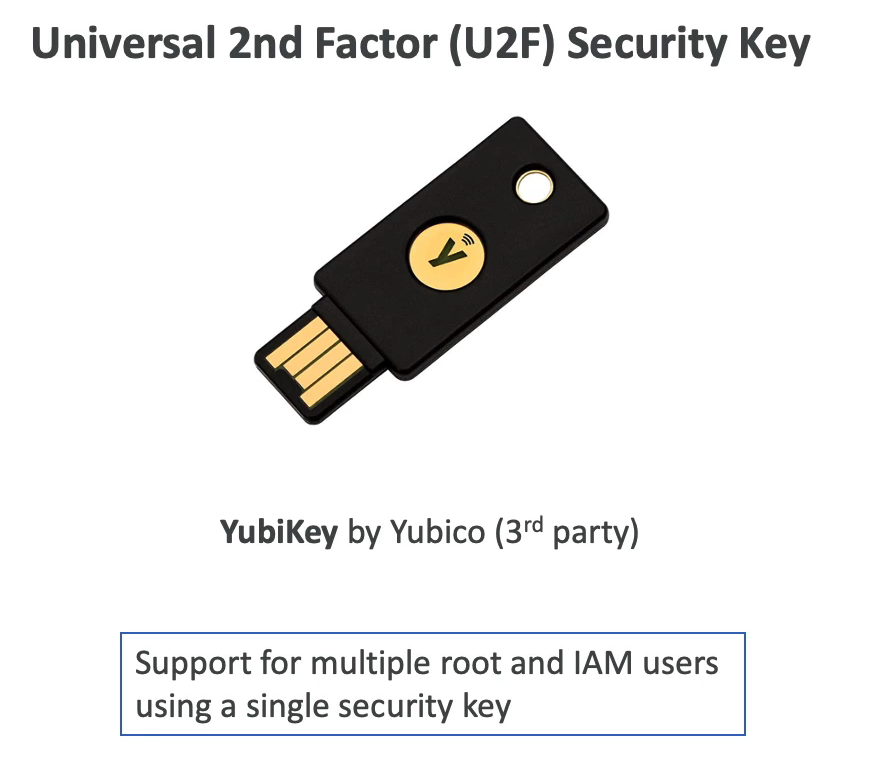 Universal 2nd Factor (U2F) Security Key
YubiKey by Yubico (3rd party)
Support for multiple root and IAM users
using a single security key